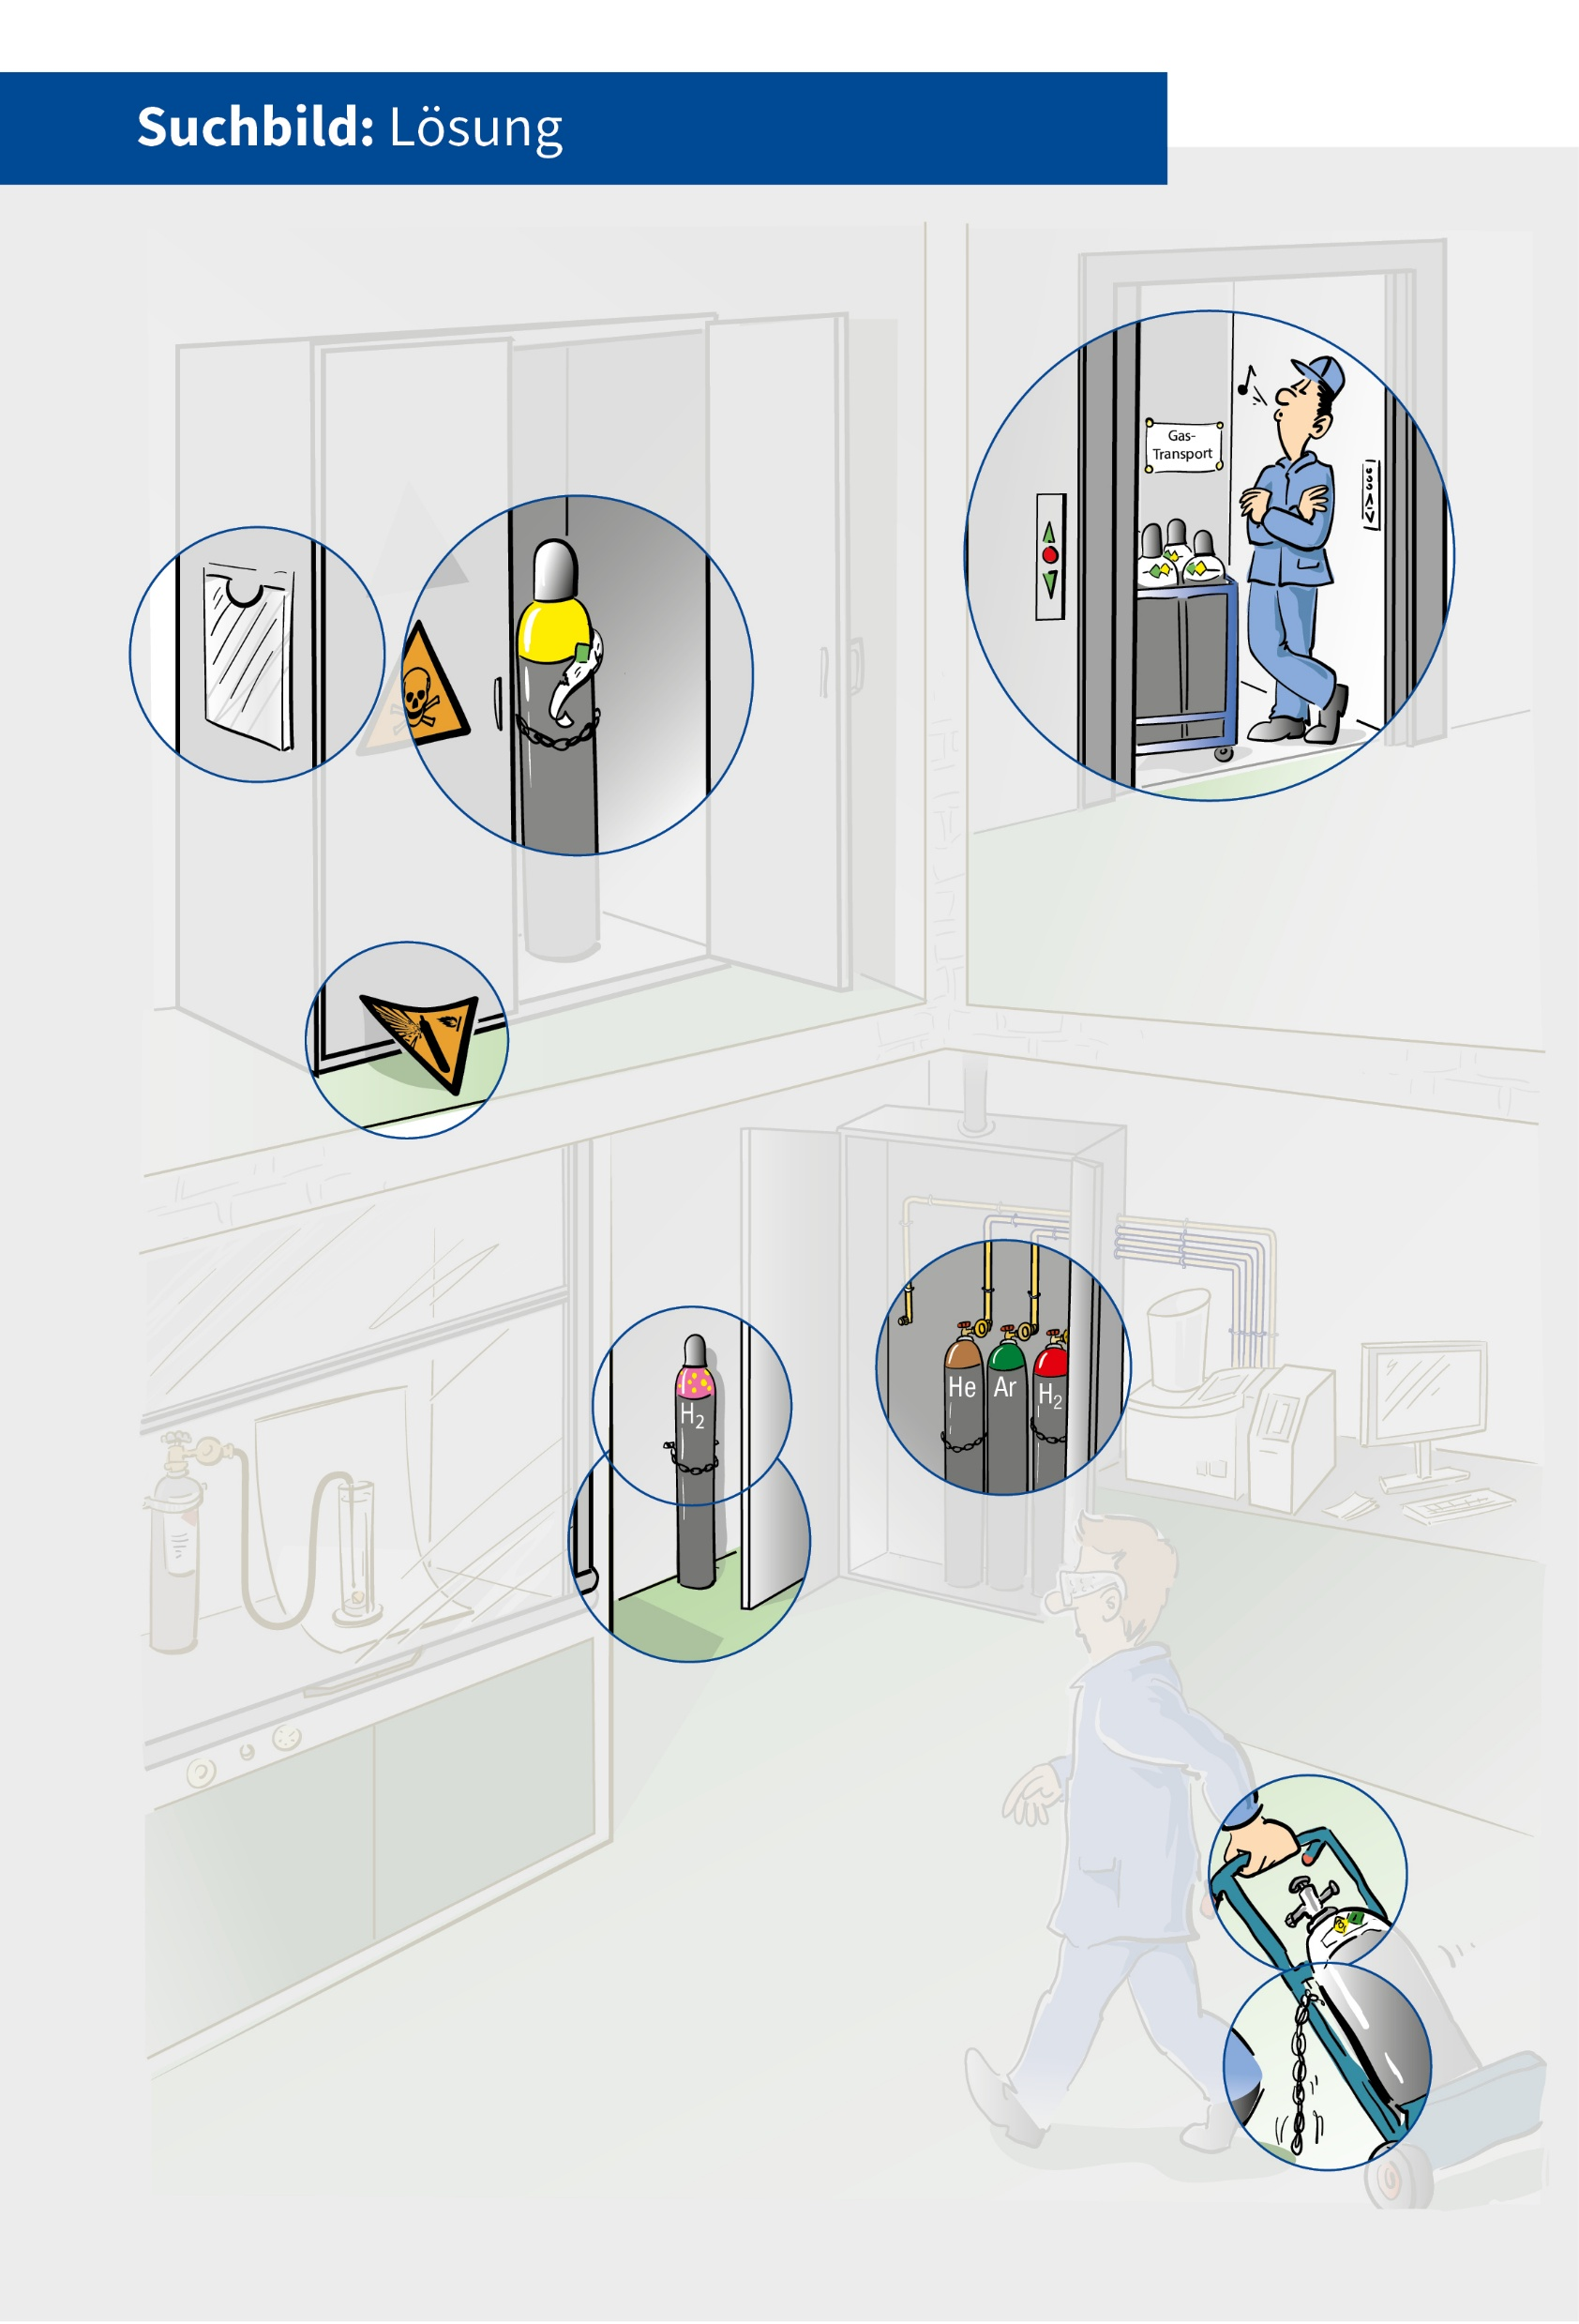 Suchbild: Lösung
Gas-
Transport
He
Ar
H₂
H₂